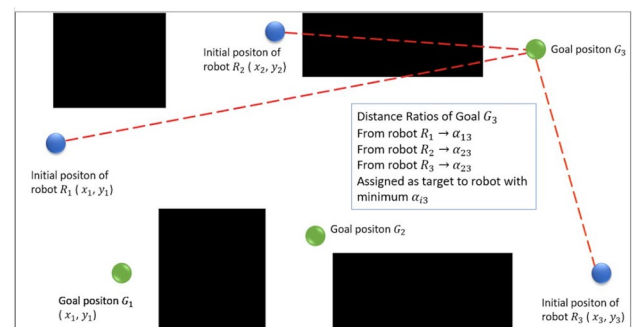 Initial positon of
robot R₂ ( x₂, y₂)
Goal positon G₃
Distance Ratios of Goal G₃
From robot R₁ → α₁₃
From robot R₂ → α₂₃
From robot R₃ → α₂₃
Assigned as target to robot with
minimum αᵢ₃
Initial positon of
robot R₁ ( x₁, y₁)
Goal positon G₂
Goal positon G₁
( x₁, y₁)
Initial positon of
robot R₃ ( x₃, y₃)